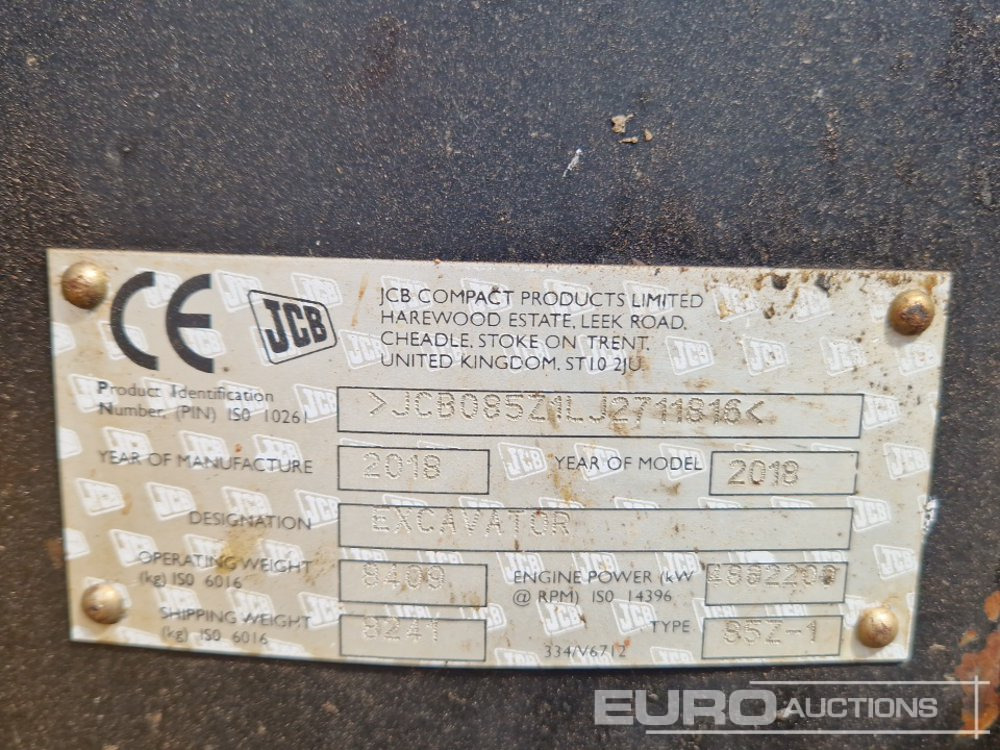 CE JCB
JCB COMPACT PRODUCTS LIMITED
HAREWOOD ESTATE, LEEK ROAD,
CHEADLE, STOKE ON TRENT,
UNITED KINGDOM. ST10 2JU
Product Identification
Number, (PIN) ISO 10261
>JCB085Z1LJ2711816<
YEAR OF MANUFACTURE 2018 YEAR OF MODEL 2018
DESIGNATION EXCAVATOR
OPERATING WEIGHT
(kg) ISO 6016
8409
ENGINE POWER (kW
@ RPM) ISO 14396
SHIPPING WEIGHT
(kg) ISO 6016
8241
TYPE 85Z-1
334/V6712
EURO AUCTIONS